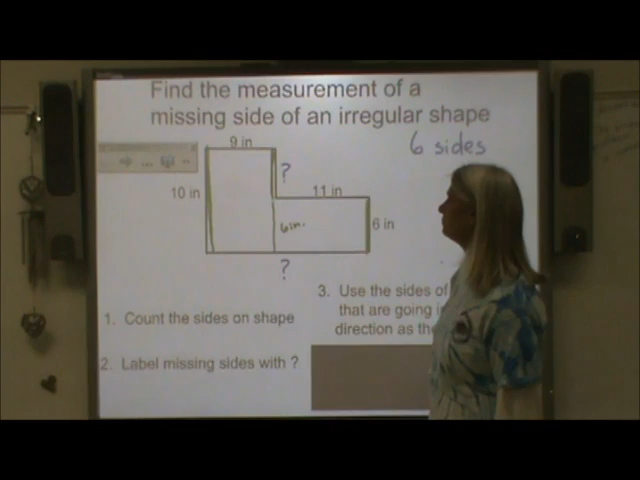 Find the measurement of a
missing side of an irregular shape
6 sides
9 in
?
10 in
11 in
6in.
6 in
?
3. Use the sides of
that are going
direction as the
1. Count the sides on shape
2. Label missing sides with ?